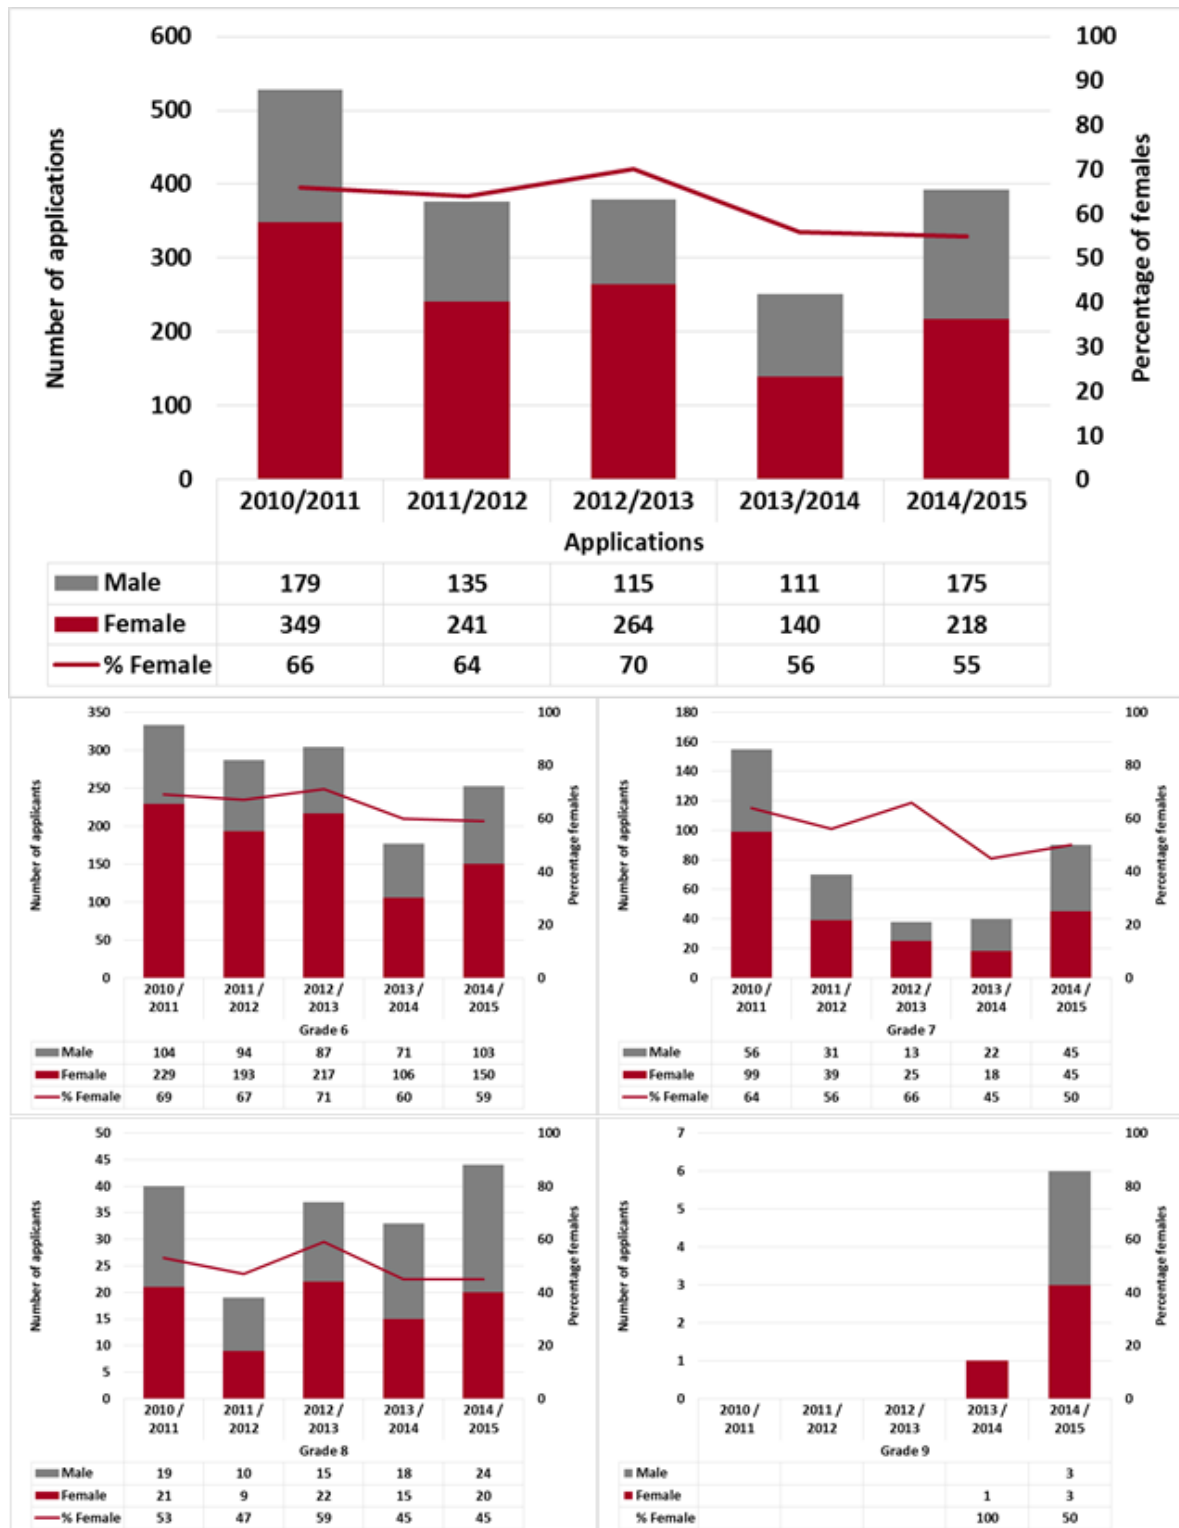 600
500
400
300
200
100
0
Number of applications
100
90
80
70
60
50
40
30
20
10
0
Percentage of females
2010/2011 2011/2012 2012/2013 2013/2014 2014/2015
Applications
Male 179 135 115 111 175
Female 349 241 264 140 218
% Female 66 64 70 56 55
350
300
250
200
150
100
50
0
Number of applicants
100
80
60
40
20
0
Percentage females
2010 / 2011 / 2012 / 2013 / 2014 /
2011 2012 2013 2014 2015
Grade 6
Male 104 94 87 71 103
Female 229 193 217 106 150
% Female 69 67 71 60 59
180
160
140
120
100
80
60
40
20
0
Number of applicants
100
80
60
40
20
0
Percentage females
2010 / 2011 / 2012 / 2013 / 2014 /
2011 2012 2013 2014 2015
Grade 7
Male 56 31 13 22 45
Female 99 39 25 18 45
% Female 64 56 66 45 50
50
45
40
35
30
25
20
15
10
5
0
Number of applicants
100
80
60
40
20
0
Percentage females
2010 / 2011 / 2012 / 2013 / 2014 /
2011 2012 2013 2014 2015
Grade 8
Male 19 10 15 18 24
Female 21 9 22 15 20
% Female 53 47 59 45 45
7
6
5
4
3
2
1
0
Number of applicants
100
80
60
40
20
0
Percentage females
2010 / 2011 / 2012 / 2013 / 2014 /
2011 2012 2013 2014 2015
Grade 9
Male 3
Female 1 3
% Female 100 50